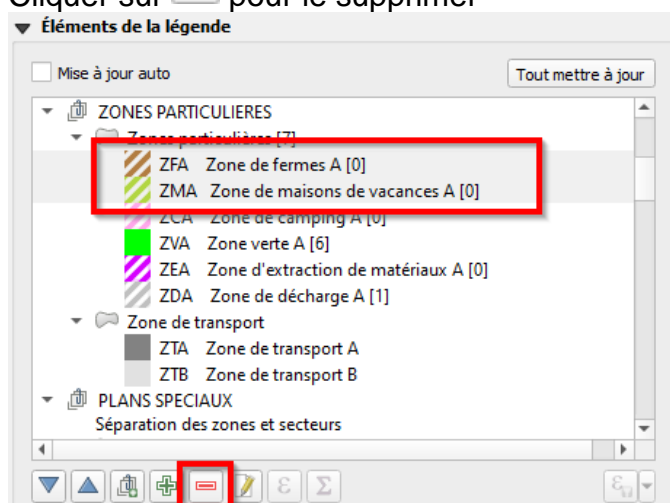 Cliquer sur pour le supprimer
Éléments de la légende
Mise à jour auto
Tout mettre à jour
ZONES PARTICULIERES
Zones particulières [7]
ZFA Zone de fermes A [0]
ZMA Zone de maisons de vacances A [0]
ZCA Zone de camping A [0]
ZVA Zone verte A [6]
ZEA Zone d'extraction de matériaux A [0]
ZDA Zone de décharge A [1]
Zone de transport
ZTA Zone de transport A
ZTB Zone de transport B
PLANS SPECIAUX
Séparation des zones et secteurs
ε Σ